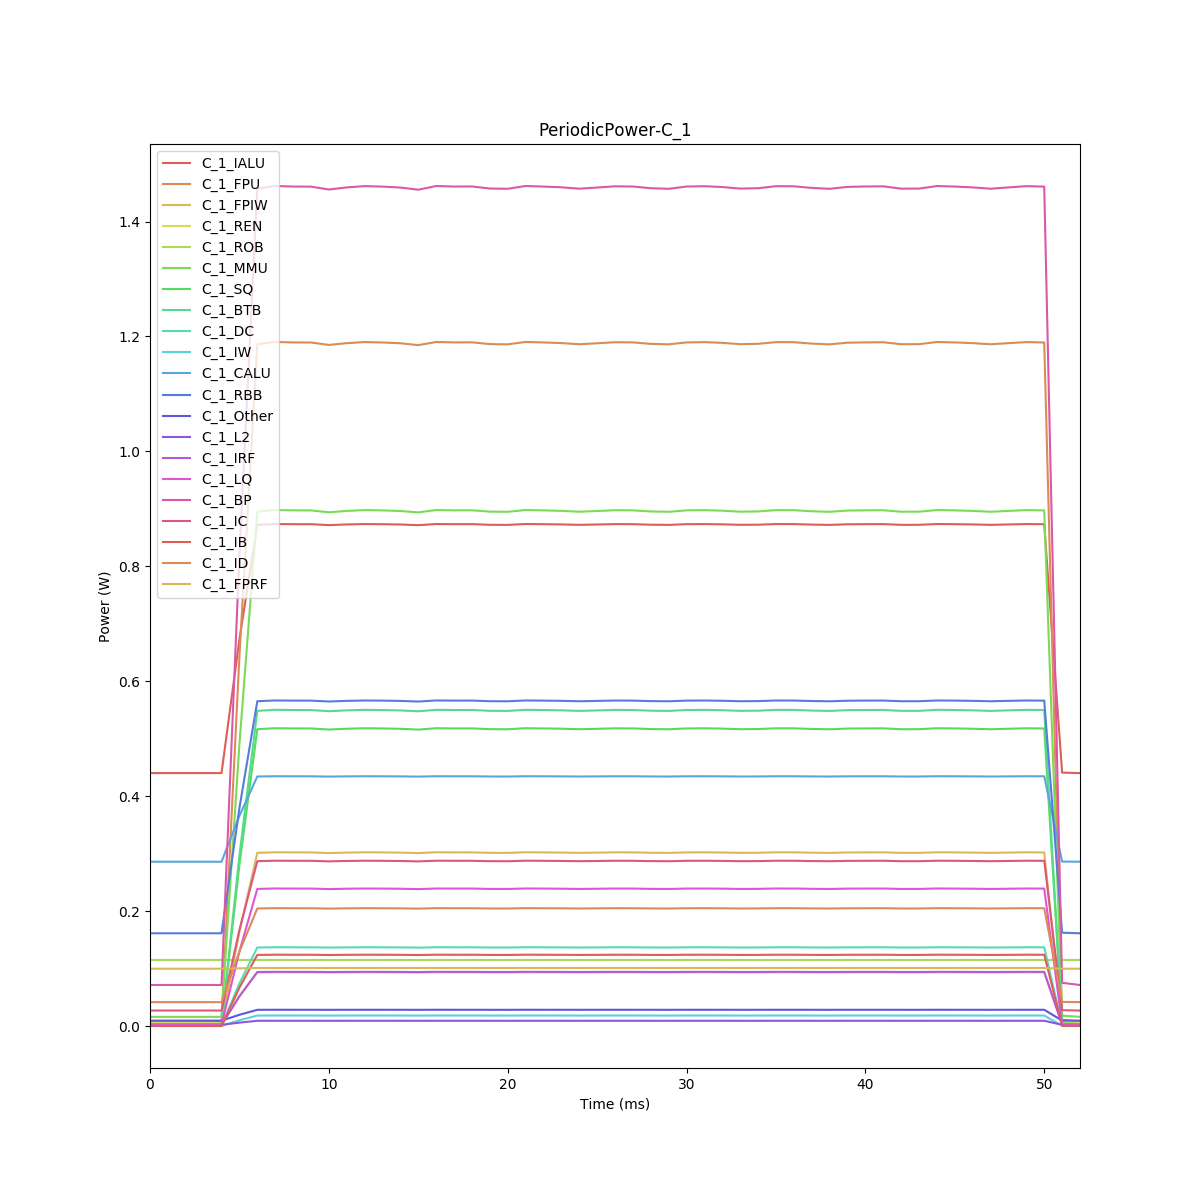 PeriodicPower-C_1
C_1_IALU
C_1_FPU
C_1_FPIW
C_1_REN
C_1_ROB
C_1_MMU
C_1_SQ
C_1_BTB
C_1_DC
C_1_IW
C_1_CALU
C_1_RBB
C_1_Other
C_1_L2
C_1_IRF
C_1_LQ
C_1_BP
C_1_IC
C_1_IB
C_1_ID
C_1_FPRF
Power (W)
1.4
1.2
1.0
0.8
0.6
0.4
0.2
0.0
0 10 20 30 40 50
Time (ms)